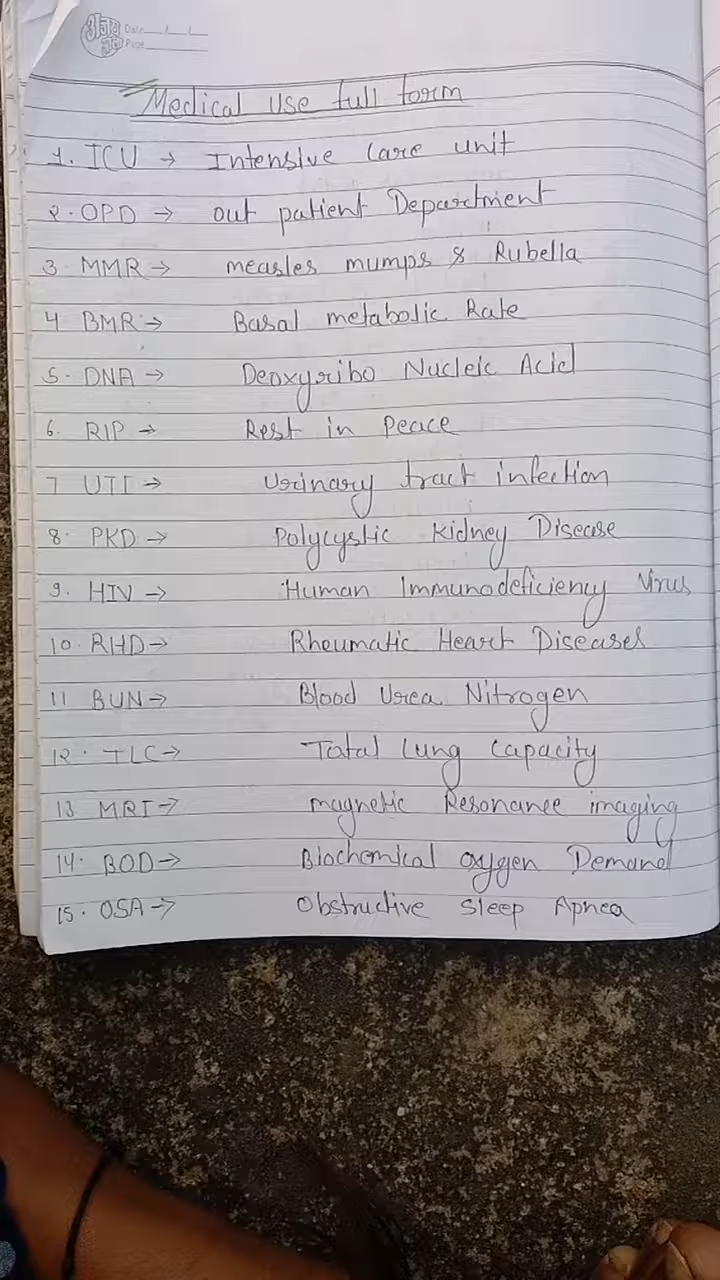 Date
Page
Medical Use full form
1. ICU → Intensive Care unit
2. OPD → out patient Department
3. MMR → measles mumps & Rubella
4 BMR → Basal metabolic Rate
5. DNA → Deoxyribo Nucleic Acid
6. RIP → Rest in Peace
7 UTI → Urinary tract infection
8. PKD → Polycystic Kidney Disease
9. HIV → Human Immunodeficiency Virus
10. RHD → Rheumatic Heart Diseases
11 BUN → Blood Urea Nitrogen
12. TLC → Total Lung Capacity
13 MRI → magnetic Resonance imaging
14. BOD → Biochemical oxygen Demand
15. OSA → Obstructive Sleep Apnea